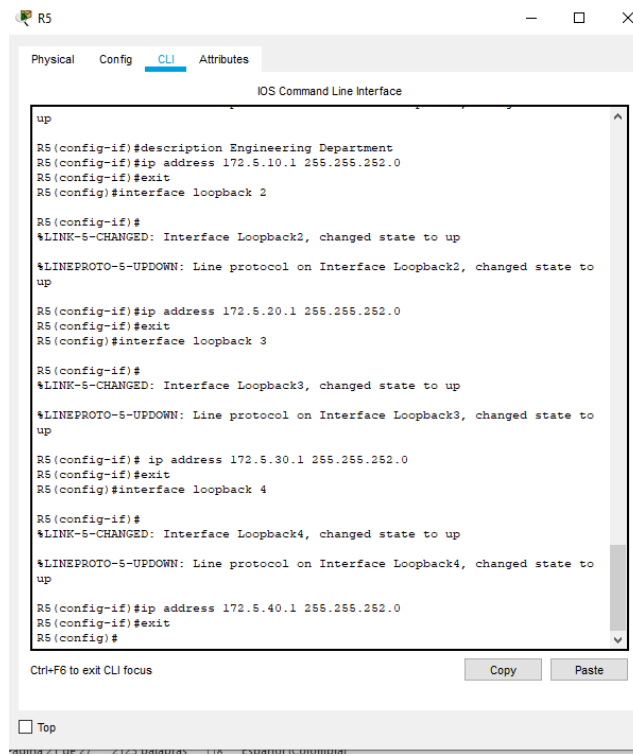 R5
Physical Config CLI Attributes
IOS Command Line Interface
up
R5(config-if)#description Engineering Department
R5(config-if)#ip address 172.5.10.1 255.255.252.0
R5(config-if)#exit
R5(config)#interface loopback 2
R5(config-if)#
%LINK-5-CHANGED: Interface Loopback2, changed state to up
%LINEPROTO-5-UPDOWN: Line protocol on Interface Loopback2, changed state to
up
R5(config-if)#ip address 172.5.20.1 255.255.252.0
R5(config-if)#exit
R5(config)#interface loopback 3
R5(config-if)#
%LINK-5-CHANGED: Interface Loopback3, changed state to up
%LINEPROTO-5-UPDOWN: Line protocol on Interface Loopback3, changed state to
up
R5(config-if)# ip address 172.5.30.1 255.255.252.0
R5(config-if)#exit
R5(config)#interface loopback 4
R5(config-if)#
%LINK-5-CHANGED: Interface Loopback4, changed state to up
%LINEPROTO-5-UPDOWN: Line protocol on Interface Loopback4, changed state to
up
R5(config-if)#ip address 172.5.40.1 255.255.252.0
R5(config-if)#exit
R5(config)#
Ctrl+F6 to exit CLI focus
Copy Paste
Top